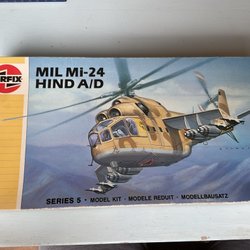 AIRFIX
MIL Mi-24
HIND A/D
SERIES 5 • MODEL KIT • MODELE REDUIT • MODELLBAUSATZ